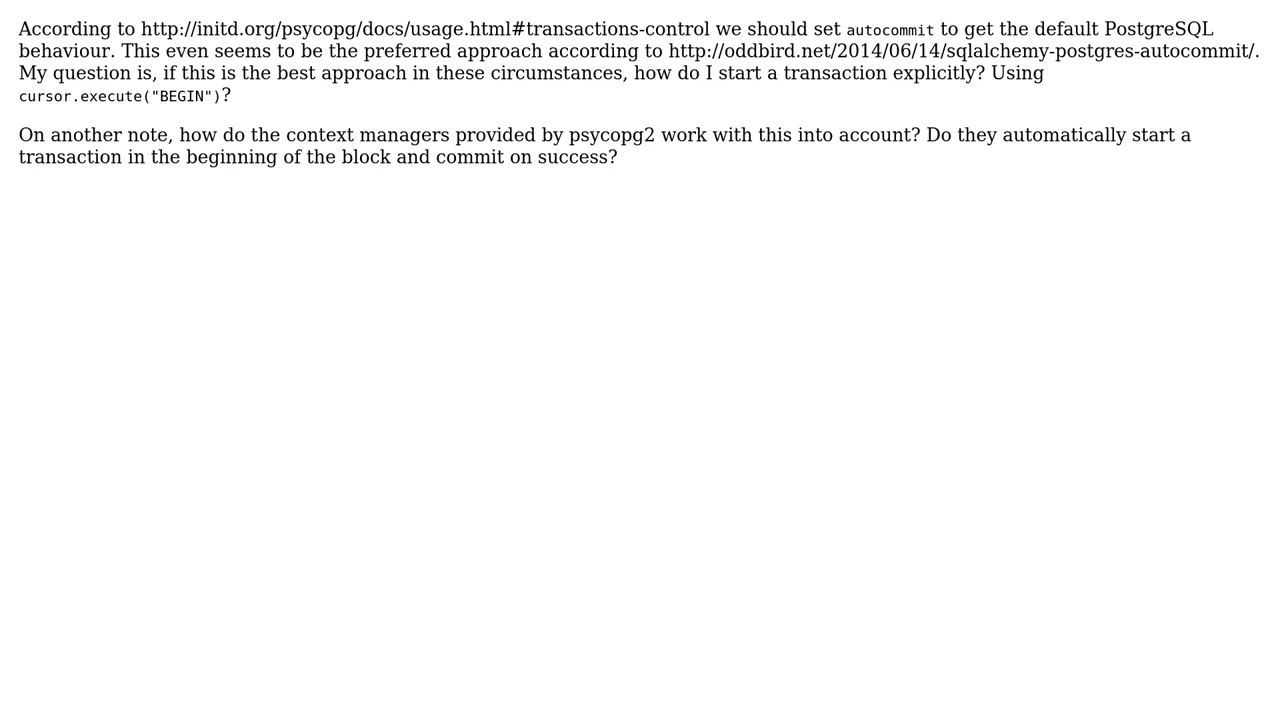 According to http://initd.org/psycopg/docs/usage.html#transactions-control we should set autocommit to get the default PostgreSQL
behaviour. This even seems to be the preferred approach according to http://oddbird.net/2014/06/14/sqlalchemy-postgres-autocommit/.
My question is, if this is the best approach in these circumstances, how do I start a transaction explicitly? Using
cursor.execute("BEGIN")?
On another note, how do the context managers provided by psycopg2 work with this into account? Do they automatically start a
transaction in the beginning of the block and commit on success?